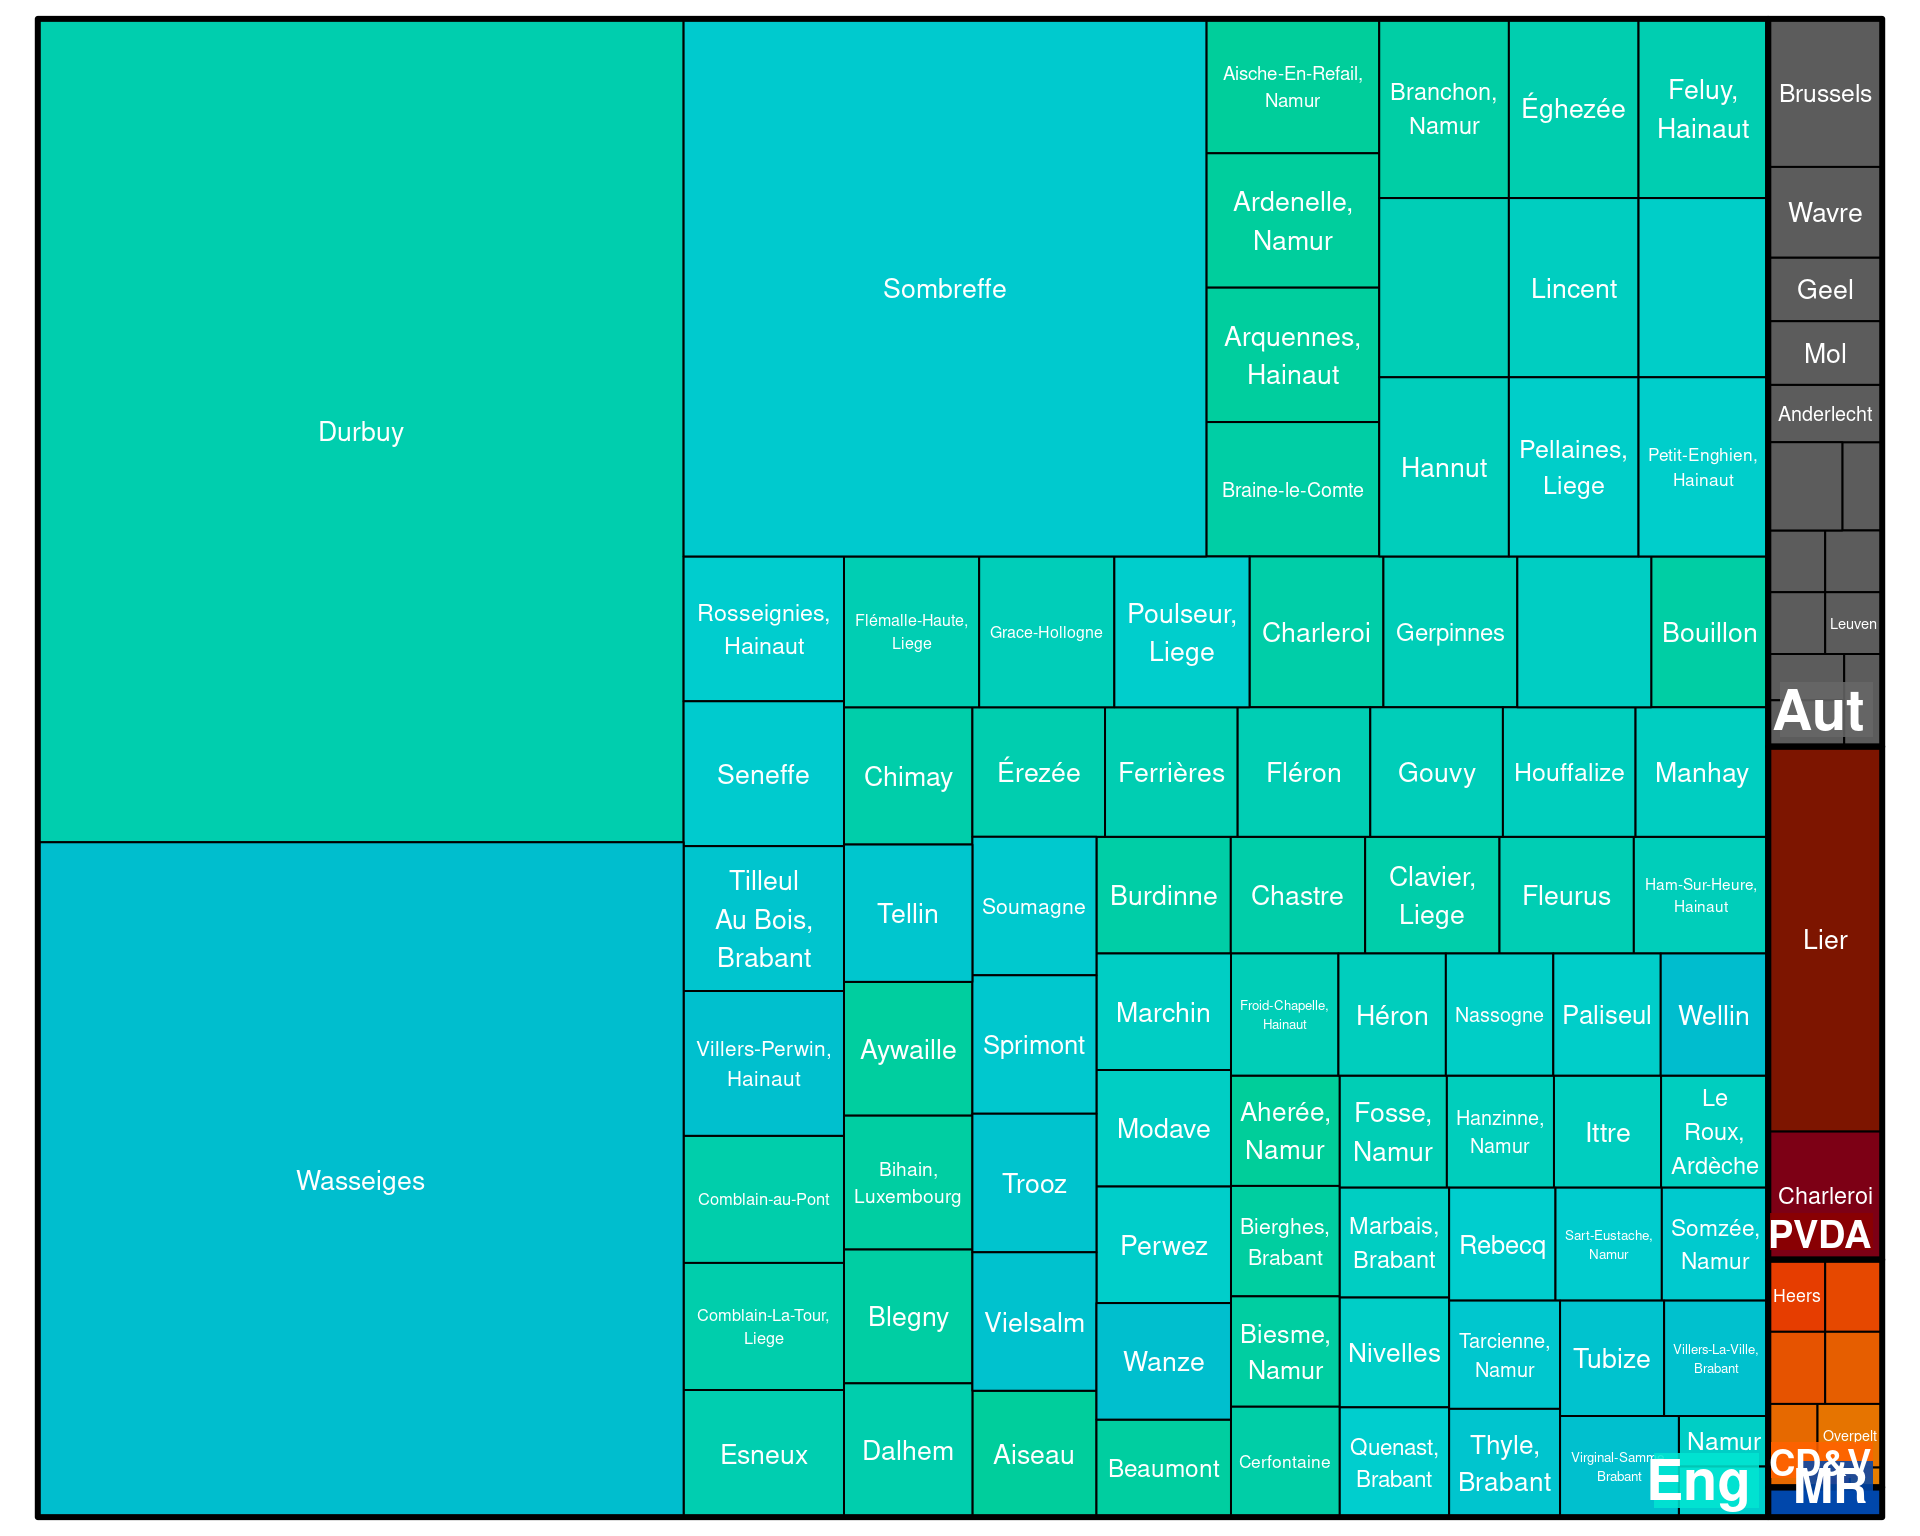 Durbuy
Wasseiges
Sombreffe
Aische-En-Refail,
Namur
Ardenelle,
Namur
Arquennes,
Hainaut
Braine-le-Comte
Branchon,
Namur
Éghezée
Feluy,
Hainaut
Lincent
Hannut
Pellaines,
Liege
Petit-Enghien,
Hainaut
Rosseignies,
Hainaut
Seneffe
Tilleul
Au Bois,
Brabant
Villers-Perwin,
Hainaut
Comblain-au-Pont
Comblain-La-Tour,
Liege
Esneux
Flémalle-Haute,
Liege
Grace-Hollogne
Poulseur,
Liege
Charleroi
Gerpinnes
Bouillon
Chimay
Tellin
Aywaille
Bihain,
Luxembourg
Blegny
Dalhem
Érezée
Ferrières
Fléron
Gouvy
Houffalize
Manhay
Soumagne
Sprimont
Trooz
Vielsalm
Aiseau
Burdinne
Chastre
Clavier,
Liege
Fleurus
Ham-Sur-Heure,
Hainaut
Marchin
Modave
Perwez
Wanze
Beaumont
Froid-Chapelle,
Hainaut
Héron
Nassogne
Paliseul
Wellin
Aherée,
Namur
Bierghes,
Brabant
Biesme,
Namur
Cerfontaine
Fosse,
Namur
Hanzinne,
Namur
Ittre
Le
Roux,
Ardèche
Marbais,
Brabant
Nivelles
Quenast,
Brabant
Rebecq
Sart-Eustache,
Namur
Somzée,
Namur
Tarcienne,
Namur
Thyle,
Brabant
Tubize
Villers-La-Ville,
Brabant
Brabant
Namur
Eng
Brussels
Wavre
Geel
Mol
Anderlecht
Leuven
Aut
Lier
Charleroi
PVDA
Heers
Overpelt
CD&V
MR